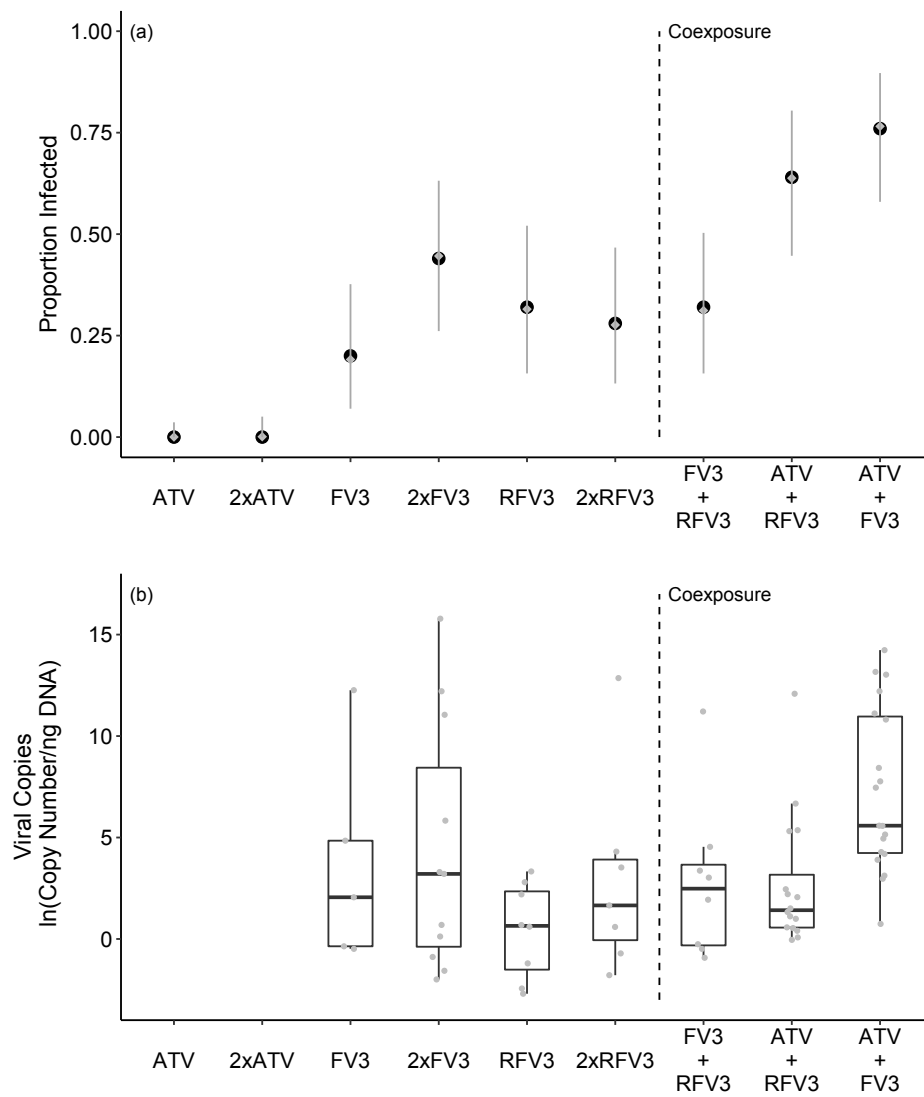 (a)
Coexposure
1.00
0.75
0.50
0.25
0.00
Proportion Infected
ATV 2xATV FV3 2xFV3 RFV3 2xRFV3 FV3 + RFV3 ATV + RFV3 ATV + FV3
(b)
Coexposure
15
10
5
0
Viral Copies
ln(Copy Number/ng DNA)
ATV 2xATV FV3 2xFV3 RFV3 2xRFV3 FV3 + RFV3 ATV + RFV3 ATV + FV3